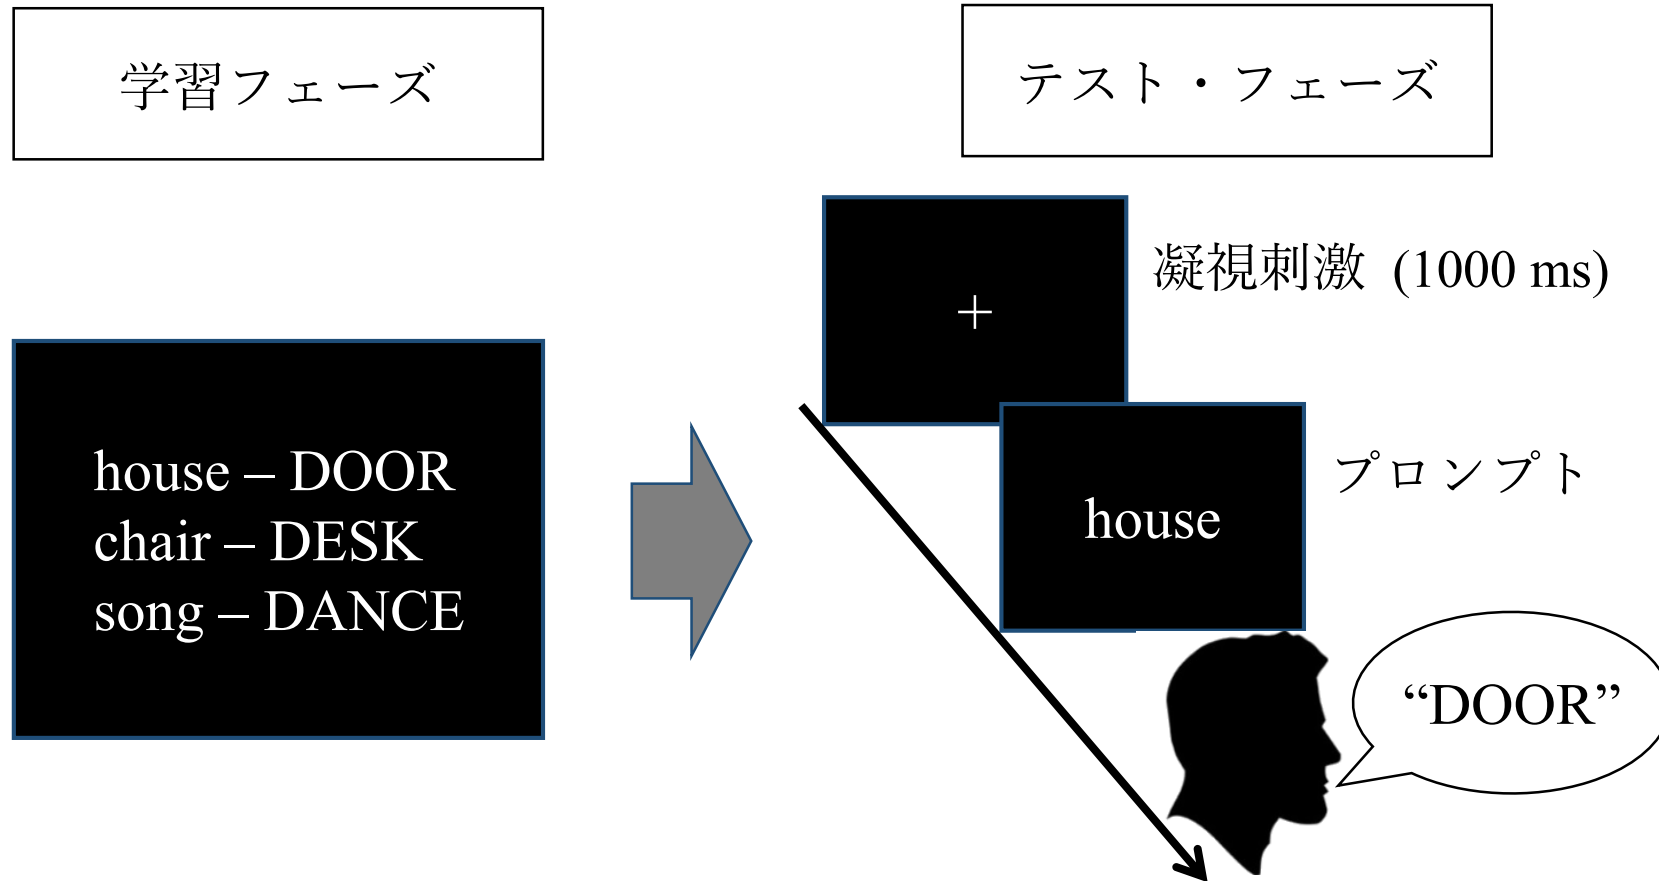 学習フェーズ
house – DOOR
chair – DESK
song – DANCE
テスト・フェーズ
+
凝視刺激 (1000 ms)
house
プロンプト
“DOOR”